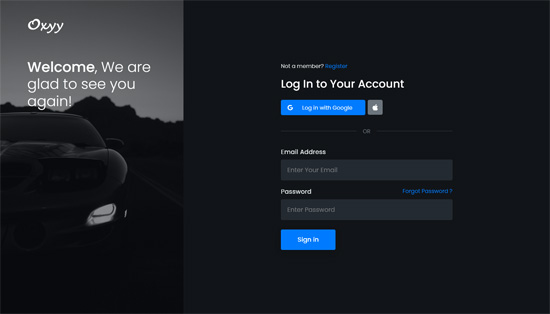 Oxyy
Welcome, We are
glad to see you
again!
Not a member? Register
Log In to Your Account
G Log in with Google
OR
Email Address
Enter Your Email
Password Forgot Password ?
Enter Password
Sign in